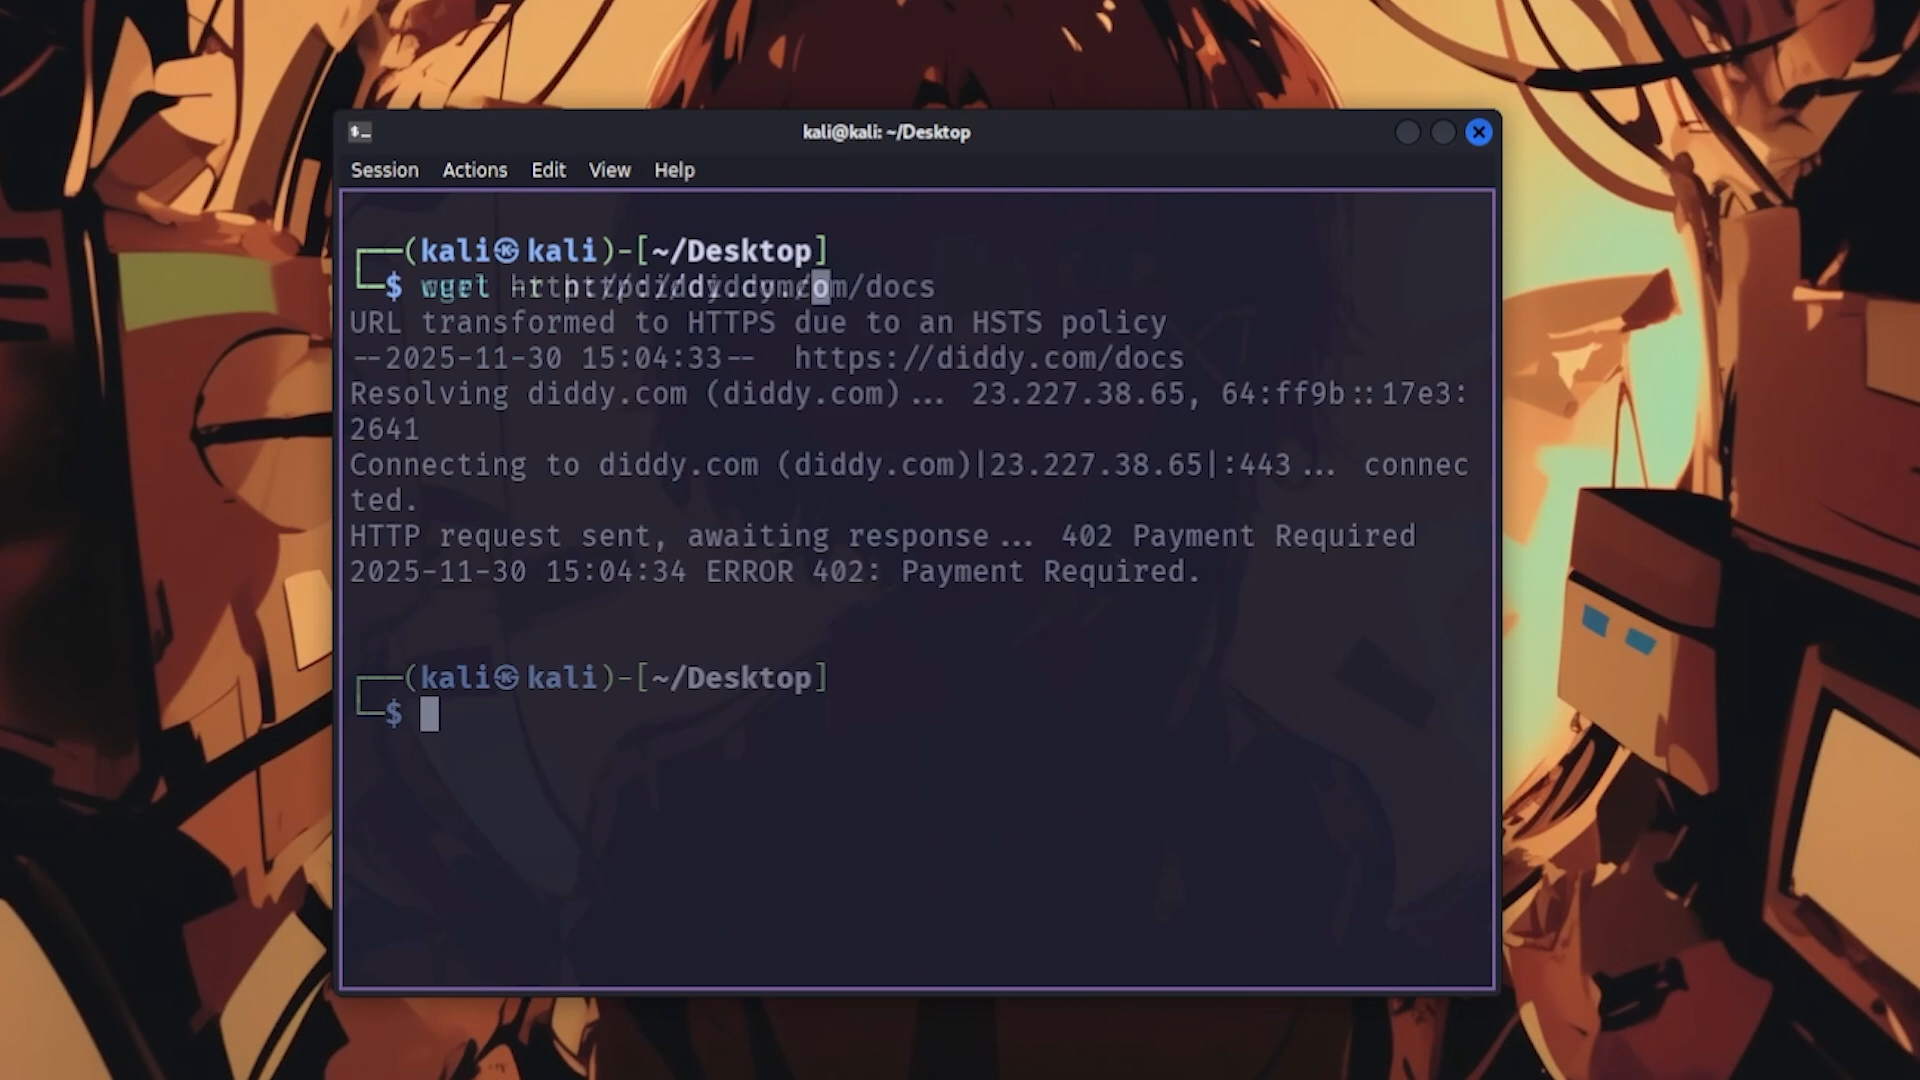 kali@kali: ~/Desktop
Session Actions Edit View Help
┌──(kali㉿kali)-[~/Desktop]
└─$
URL transformed to HTTPS due to an HSTS policy
--2025-11-30 15:04:33--  https://diddy.com/docs
Resolving diddy.com (diddy.com)... 23.227.38.65, 64:ff9b::17e3:
2641
Connecting to diddy.com (diddy.com)|23.227.38.65|:443... connec
ted.
HTTP request sent, awaiting response... 402 Payment Required
2025-11-30 15:04:34 ERROR 402: Payment Required.
┌──(kali㉿kali)-[~/Desktop]
└─$